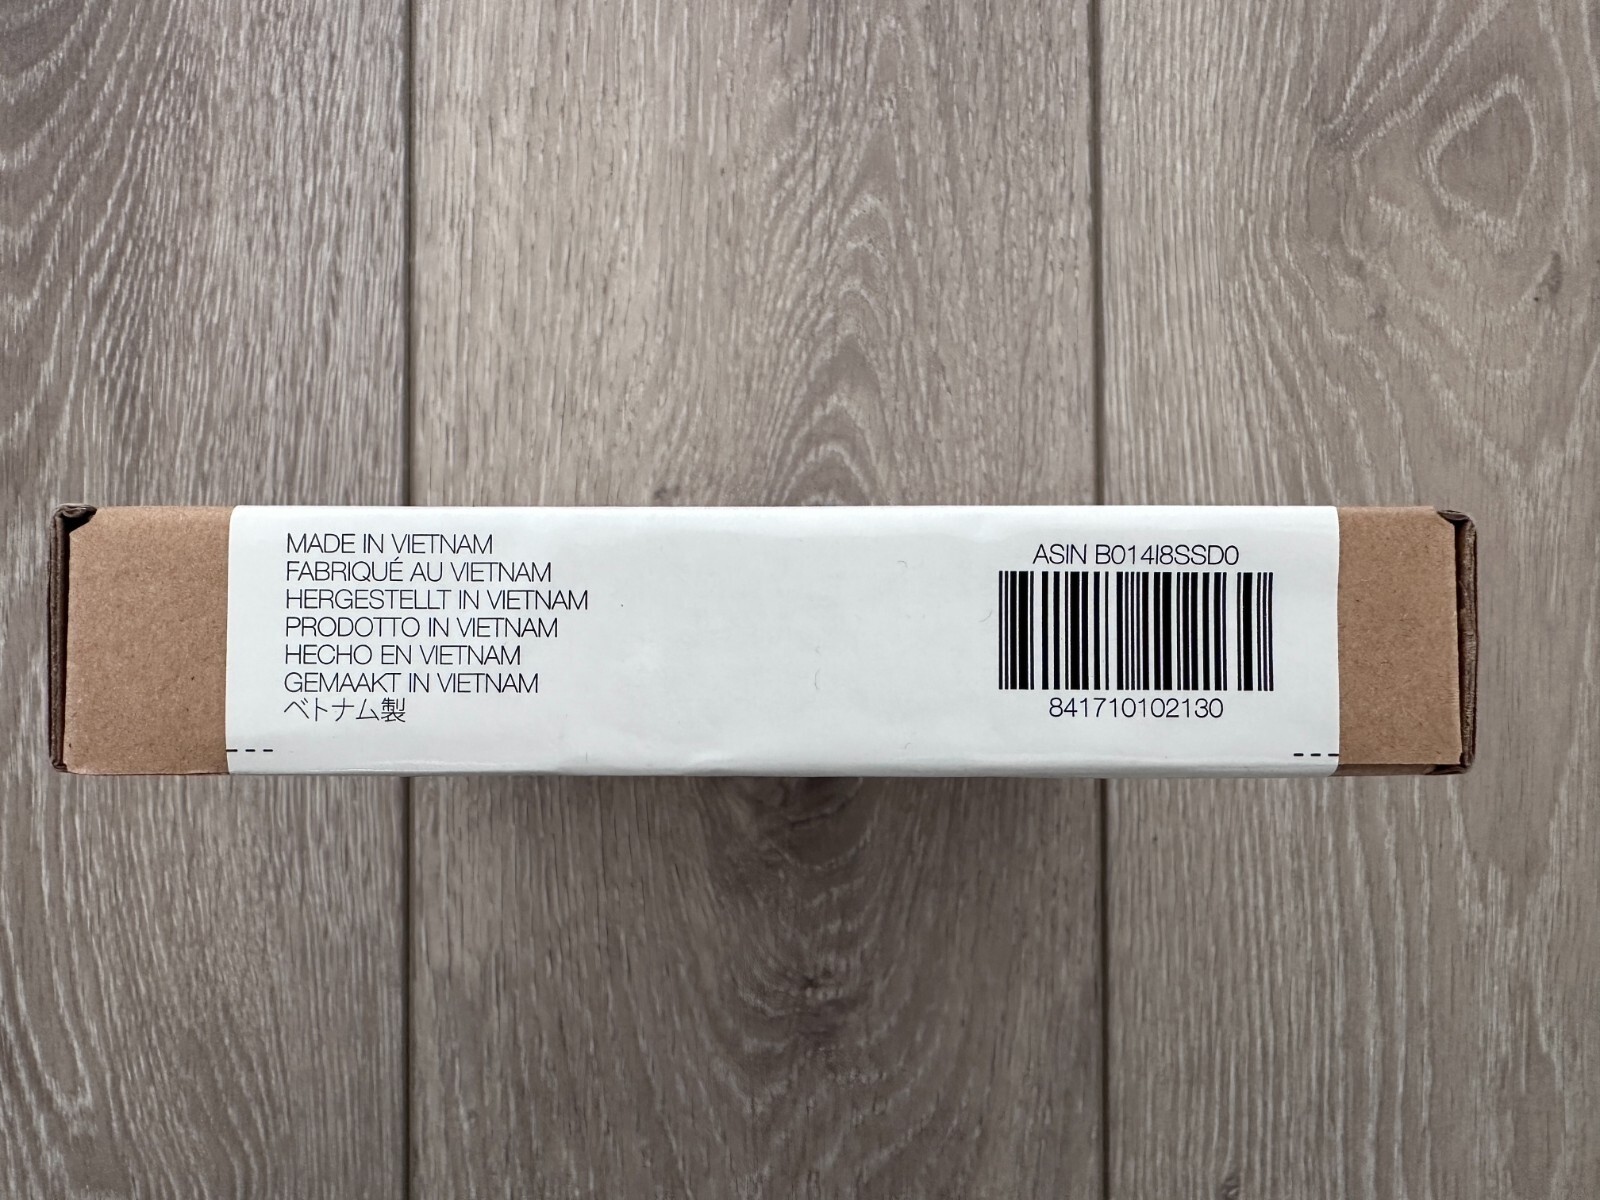 MADE IN VIETNAM
FABRIQUÉ AU VIETNAM
HERGESTELLT IN VIETNAM
PRODOTTO IN VIETNAM
HECHO EN VIETNAM
GEMAAKT IN VIETNAM
ベトナム製
ASIN B014I8SSD0
841710102130